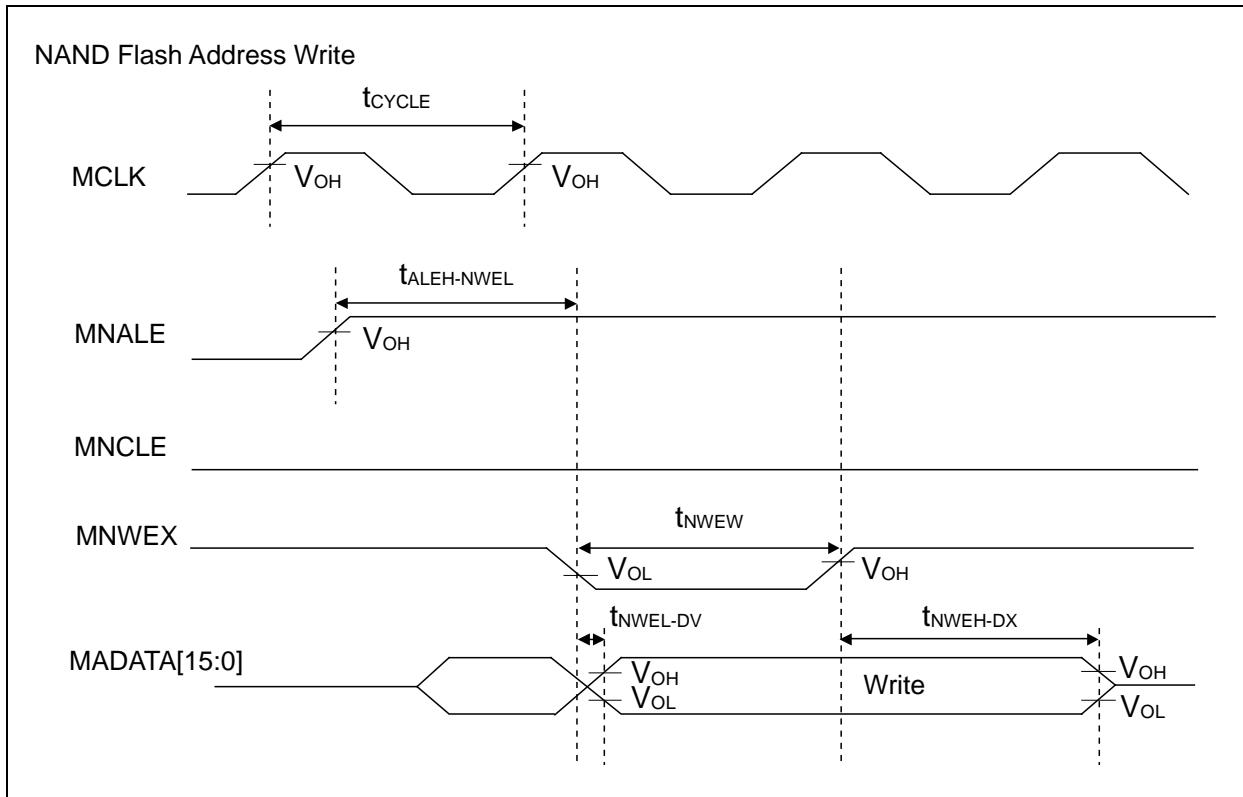 NAND Flash Address Write
tCYCLE
MCLK
VOH
VOH
tALEH-NWEL
MNALE
VOH
MNCLE
tNWEW
MNWEX
VOL
VOH
tNWEL-DV
tNWEH-DX
MADATA[15:0]
VOH
Write
VOH
VOL
VOL